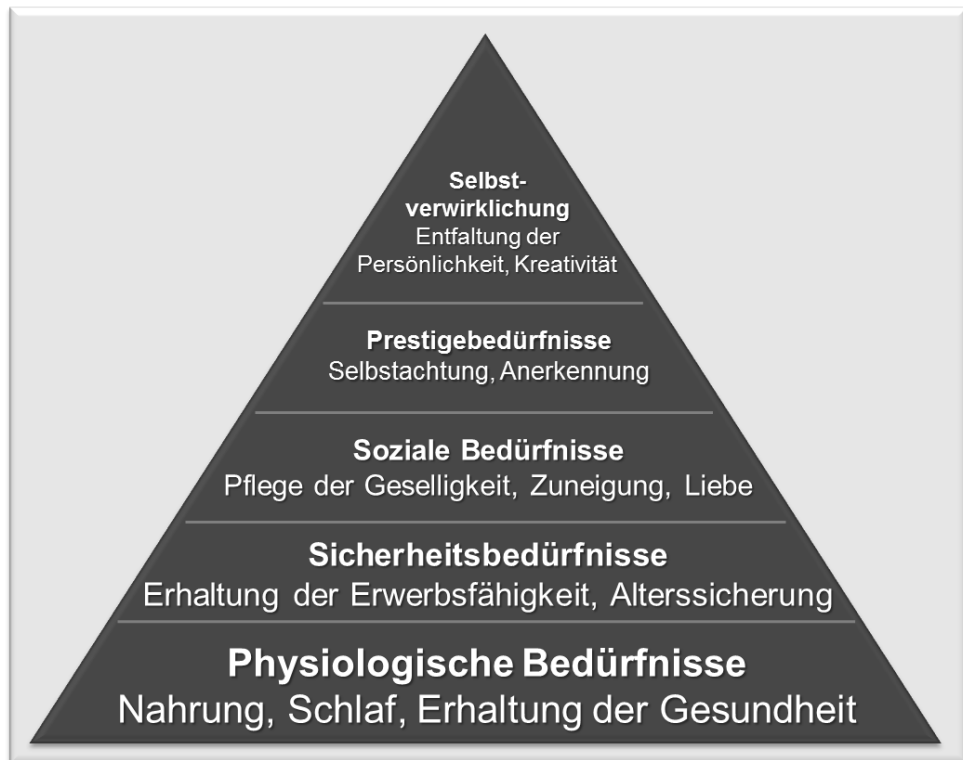 Selbst-
verwirklichung
Entfaltung der
Persönlichkeit, Kreativität
Prestigebedürfnisse
Selbstachtung, Anerkennung
Soziale Bedürfnisse
Pflege der Geselligkeit, Zuneigung, Liebe
Sicherheitsbedürfnisse
Erhaltung der Erwerbsfähigkeit, Alterssicherung
Physiologische Bedürfnisse
Nahrung, Schlaf, Erhaltung der Gesundheit